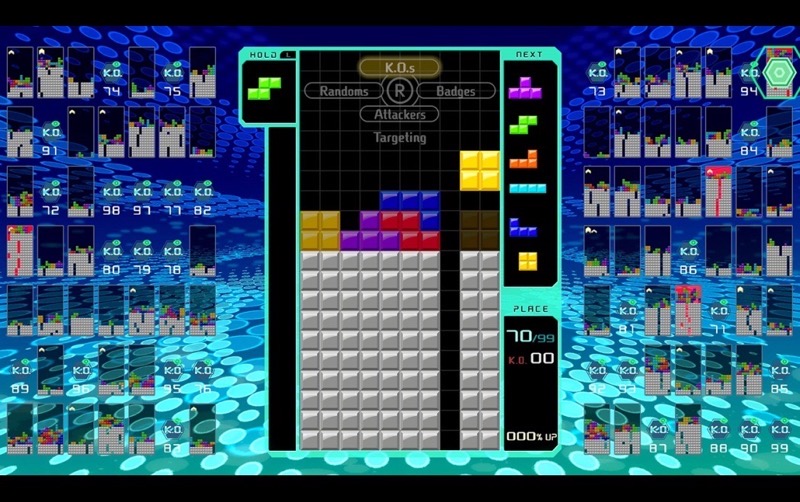 HOLD L
NEXT
K.O.s
Randoms
R
Badges
Attackers
Targeting
PLACE
70/99
K.O. 00
000% UP
K.O.
74
K.O.
75
K.O.
91
K.O.
72
K.O.
98
K.O.
97
K.O.
77
K.O.
82
K.O.
80
K.O.
79
K.O.
78
K.O.
89
K.O.
96
K.O.
95
K.O.
76
K.O.
K.O.
73
K.O.
94
K.O.
84
K.O.
86
K.O.
81
K.O.
71
K.O.
92
K.O.
93
K.O.
85
K.O.
87
K.O.
88
K.O.
90
K.O.
99